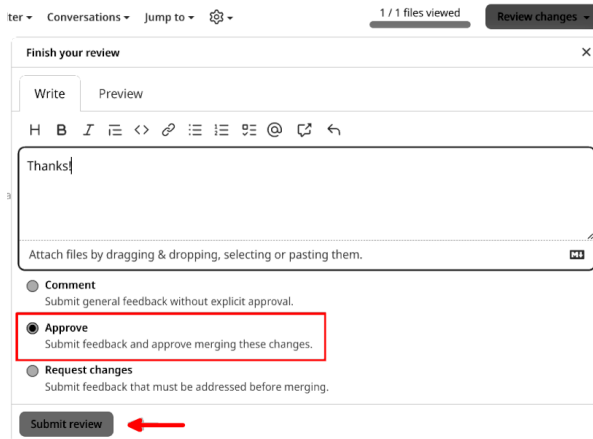 ter Conversations Jump to 1 / 1 files viewed Review changes
Finish your review
Write Preview
H B I @
Thanks!
Attach files by dragging & dropping, selecting or pasting them.
Comment
Submit general feedback without explicit approval.
Approve
Submit feedback and approve merging these changes.
Request changes
Submit feedback that must be addressed before merging.
Submit review